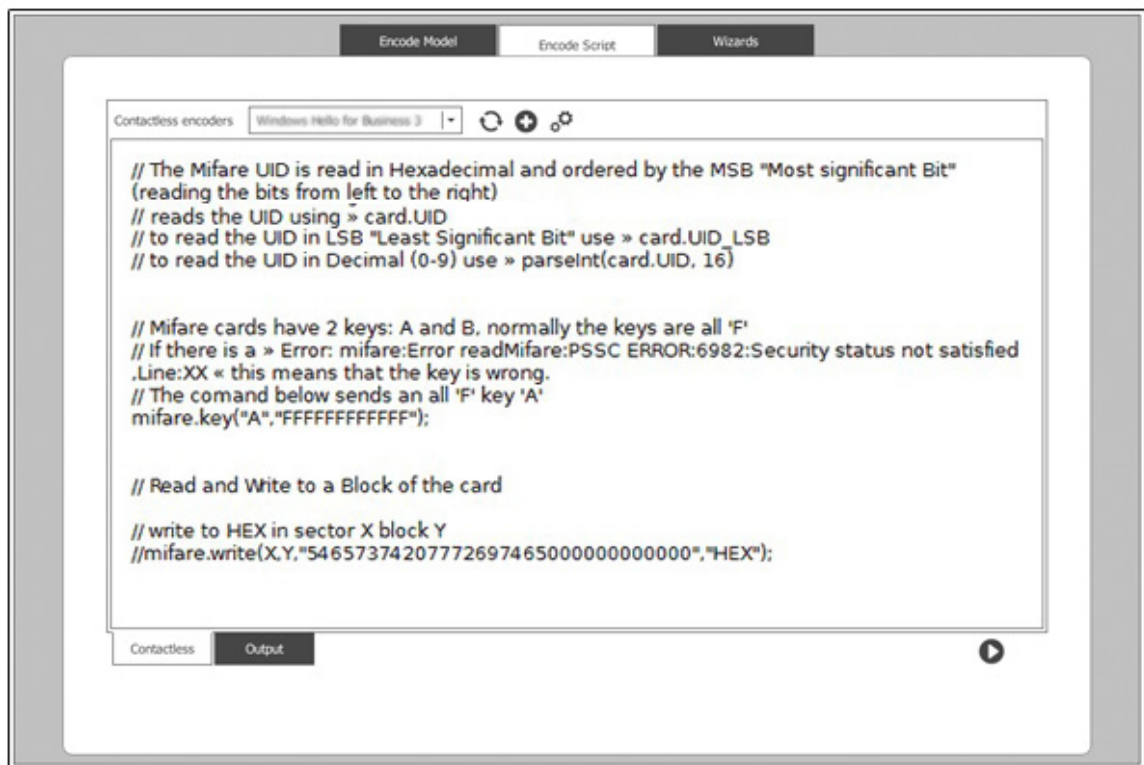 Encode Model
Encode Script
Wizards
Contactless encoders
Windows Hello for Business 3
// The Mifare UID is read in Hexadecimal and ordered by the MSB "Most significant Bit"
(reading the bits from left to the right)
// reads the UID using » card.UID
// to read the UID in LSB "Least Significant Bit" use » card.UID_LSB
// to read the UID in Decimal (0-9) use » parseInt(card.UID, 16)
// Mifare cards have 2 keys: A and B, normally the keys are all 'F'
// If there is a » Error: mifare:Error readMifare:PSSC ERROR:6982:Security status not satisfied
,Line:XX « this means that the key is wrong.
// The comand below sends an all 'F' key 'A'
mifare.key("A","FFFFFFFFFFFF");
// Read and Write to a Block of the card
// write to HEX in sector X block Y
//mifare.write(X,Y,"54657374207772697465000000000000","HEX");
Contactless
Output